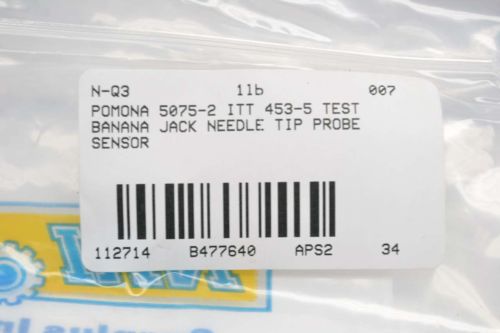 N-Q3 1lb 007
POMONA 5075-2 ITT 453-5 TEST
BANANA JACK NEEDLE TIP PROBE
SENSOR
112714 B477640 APS2 34